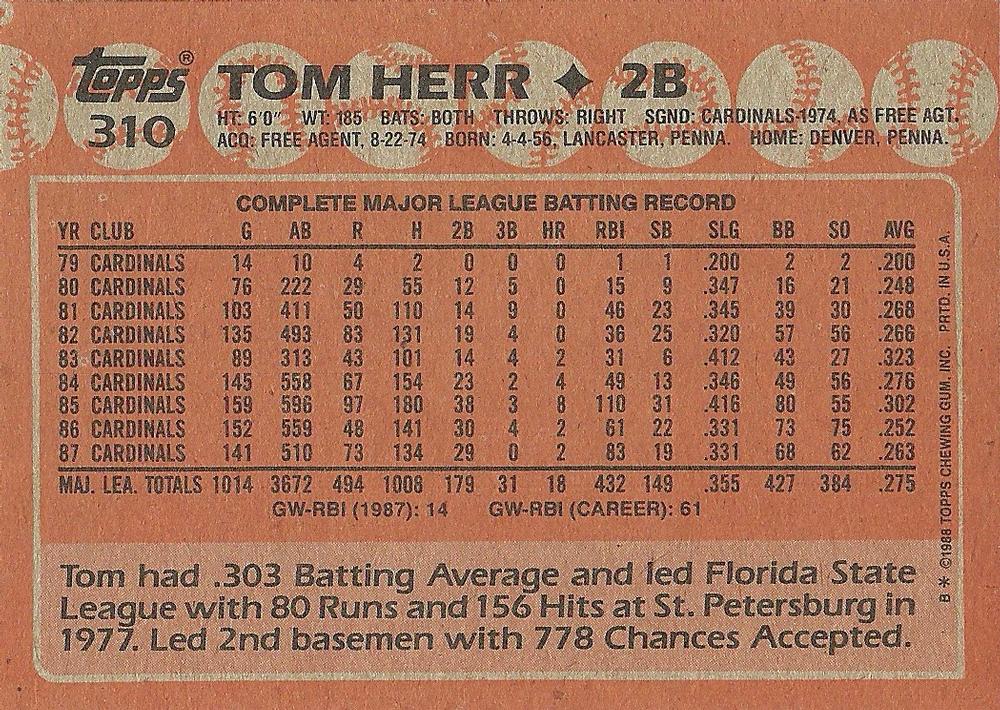 topps® TOM HERR ✦ 2B
310 HT: 6'0" WT: 185 BATS: BOTH THROWS: RIGHT SGND: CARDINALS-1974, AS FREE AGT.
ACQ: FREE AGENT, 8-22-74 BORN: 4-4-56, LANCASTER, PENNA. HOME: DENVER, PENNA.
COMPLETE MAJOR LEAGUE BATTING RECORD
YR CLUB G AB R H 2B 3B HR RBI SB SLG BB SO AVG
79 CARDINALS 14 10 4 2 0 0 0 1 1 .200 2 2 .200
80 CARDINALS 76 222 29 55 12 5 0 15 9 .347 16 21 .248
81 CARDINALS 103 411 50 110 14 9 0 46 23 .345 39 30 .268
82 CARDINALS 135 493 83 131 19 4 0 36 25 .320 57 56 .266
83 CARDINALS 89 313 43 101 14 4 2 31 6 .412 43 27 .323
84 CARDINALS 145 558 67 154 23 2 4 49 13 .346 49 56 .276
85 CARDINALS 159 596 97 180 38 3 8 110 31 .416 80 55 .302
86 CARDINALS 152 559 48 141 30 4 2 61 22 .331 73 75 .252
87 CARDINALS 141 510 73 134 29 0 2 83 19 .331 68 62 .263
MAJ. LEA. TOTALS 1014 3672 494 1008 179 31 18 432 149 .355 427 384 .275
GW-RBI (1987): 14 GW-RBI (CAREER): 61
Tom had .303 Batting Average and led Florida State
League with 80 Runs and 156 Hits at St. Petersburg in
1977. Led 2nd basemen with 778 Chances Accepted.
B* ©1988 TOPPS CHEWING GUM, INC. PRTD. IN U.S.A.